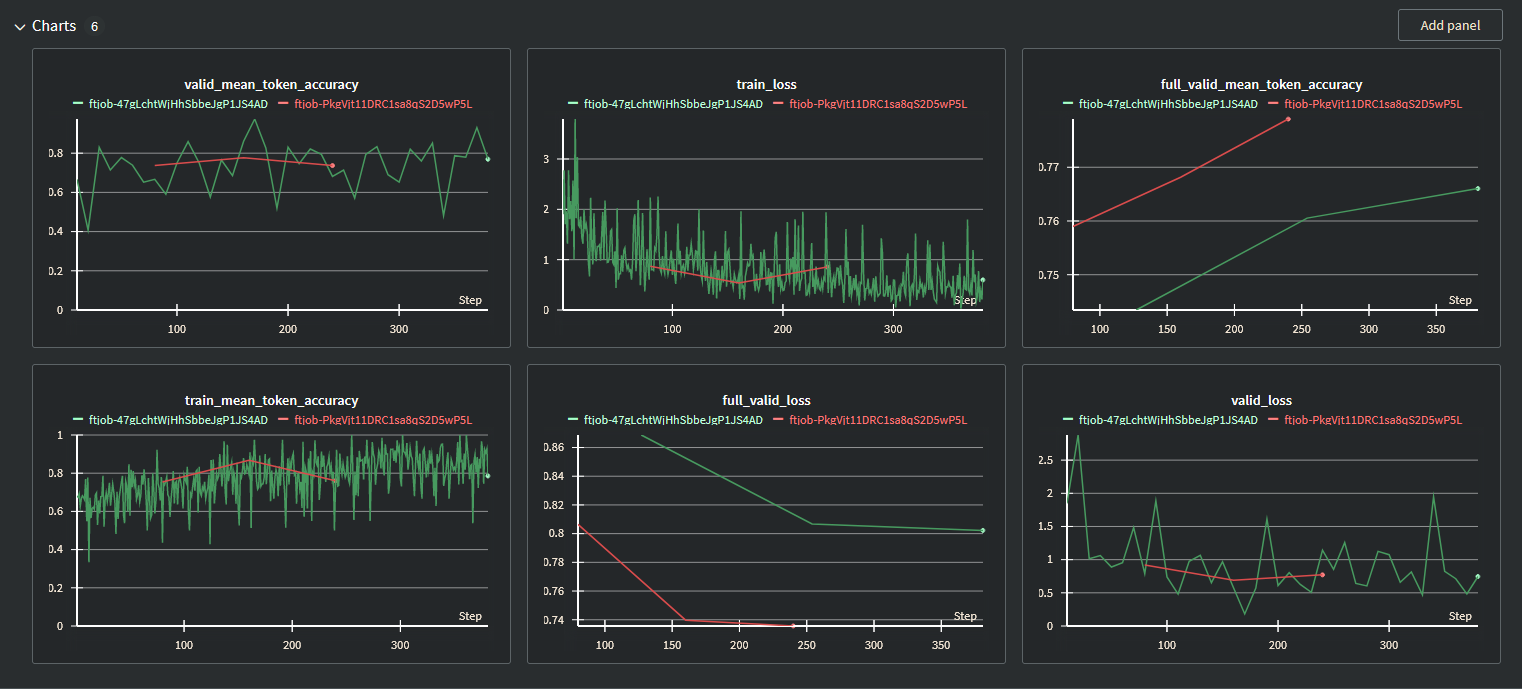 Charts 6
Add panel
valid_mean_token_accuracy
ftjob-47gLchtWjHhSbbeJgP1JS4AD ftjob-PkgVjt11DRC1sa8qS2D5wP5L
0.8
0.6
0.4
0.2
0
Step
100 200 300
train_loss
ftjob-47gLchtWjHhSbbeJgP1JS4AD ftjob-PkgVjt11DRC1sa8qS2D5wP5L
3
2
1
0
Step
100 200 300
full_valid_mean_token_accuracy
ftjob-47gLchtWjHhSbbeJgP1JS4AD ftjob-PkgVjt11DRC1sa8qS2D5wP5L
0.77
0.76
0.75
Step
100 150 200 250 300 350
train_mean_token_accuracy
ftjob-47gLchtWjHhSbbeJgP1JS4AD ftjob-PkgVjt11DRC1sa8qS2D5wP5L
1
0.8
0.6
0.4
0.2
0
Step
100 200 300
full_valid_loss
ftjob-47gLchtWjHhSbbeJgP1JS4AD ftjob-PkgVjt11DRC1sa8qS2D5wP5L
0.86
0.84
0.82
0.8
0.78
0.76
0.74
Step
100 150 200 250 300 350
valid_loss
ftjob-47gLchtWjHhSbbeJgP1JS4AD ftjob-PkgVjt11DRC1sa8qS2D5wP5L
2.5
2
1.5
1
0.5
0
Step
100 200 300